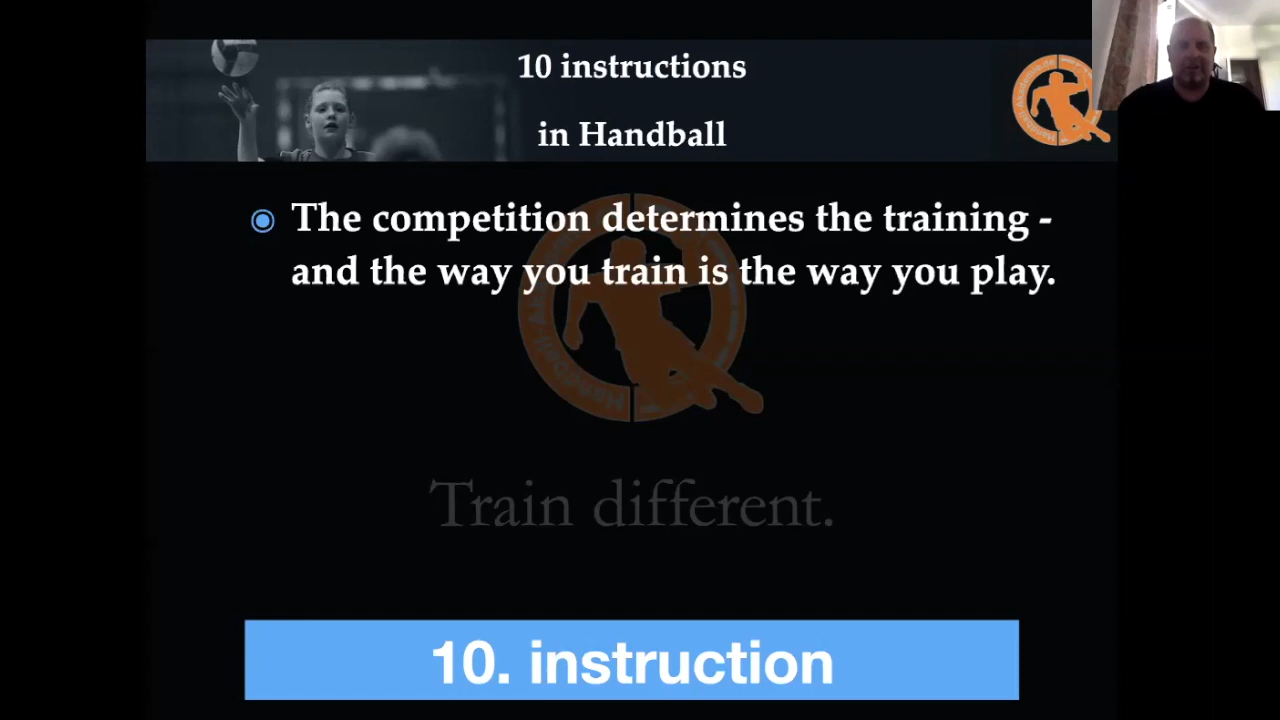 10 instructions
in Handball
The competition determines the training -
and the way you train is the way you play.
Train different.
10. instruction